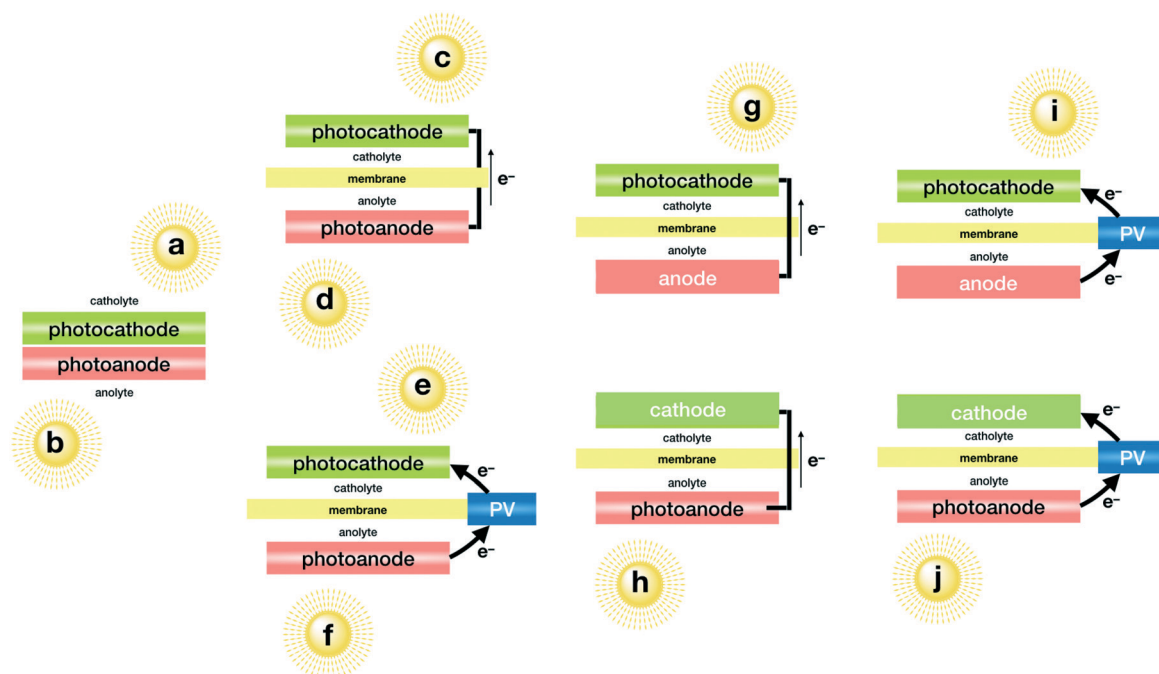 a
catholyte
photocathode
photoanode
anolyte
b
c
photocathode
catholyte
membrane
e⁻
anolyte
photoanode
d
e
photocathode
e⁻
catholyte
membrane
PV
anolyte
e⁻
photoanode
f
g
photocathode
catholyte
membrane
e⁻
anolyte
anode
cathode
catholyte
membrane
e⁻
anolyte
photoanode
h
i
photocathode
e⁻
catholyte
membrane
PV
anolyte
e⁻
anode
cathode
e⁻
catholyte
membrane
PV
anolyte
e⁻
photoanode
j